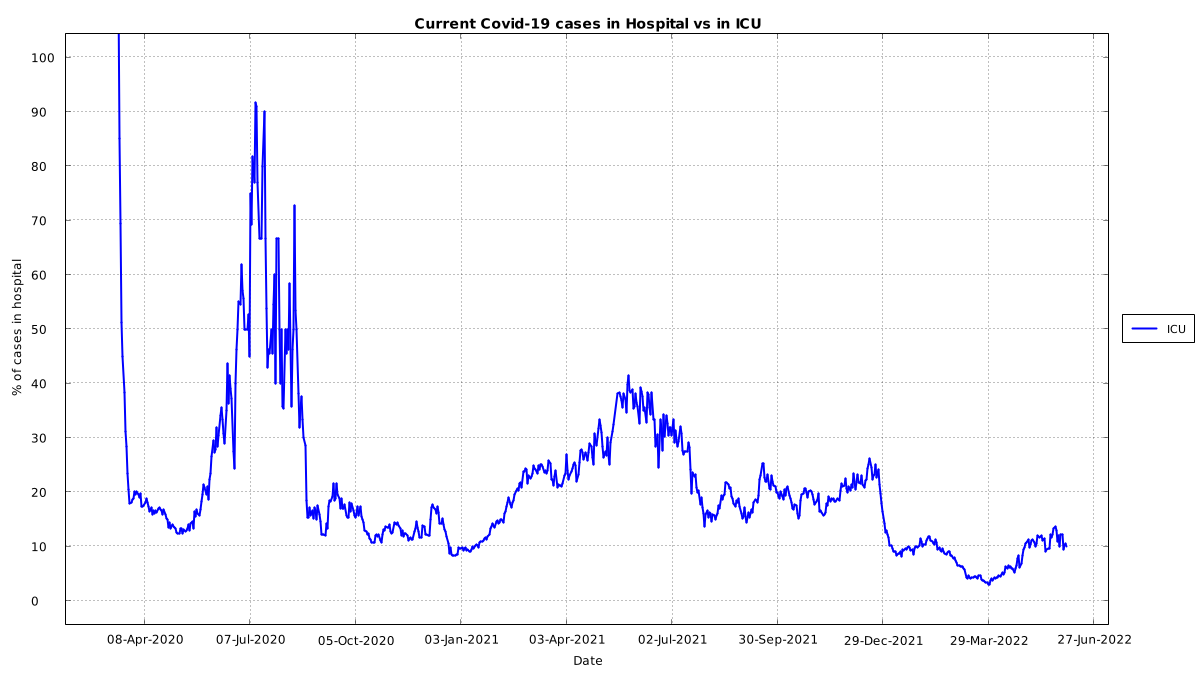 Current Covid-19 cases in Hospital vs in ICU
% of cases in hospital
100
90
80
70
60
50
40
30
20
10
0
ICU
08-Apr-2020 07-Jul-2020 05-Oct-2020 03-Jan-2021 03-Apr-2021 02-Jul-2021 30-Sep-2021 29-Dec-2021 29-Mar-2022 27-Jun-2022
Date